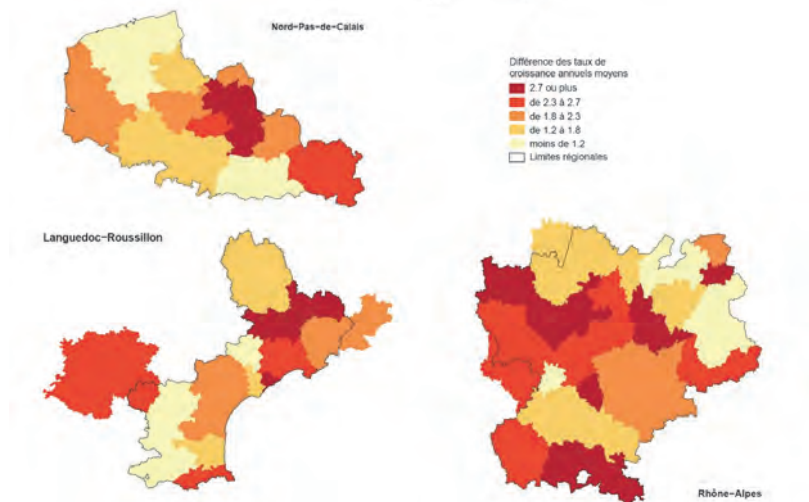 Nord-Pas-de-Calais
Différence des taux de
croissance annuels moyens
2.7 ou plus
de 2.3 à 2.7
de 1.8 à 2.3
de 1.2 à 1.8
moins de 1.2
Limites régionales
Languedoc-Roussillon
Rhône-Alpes